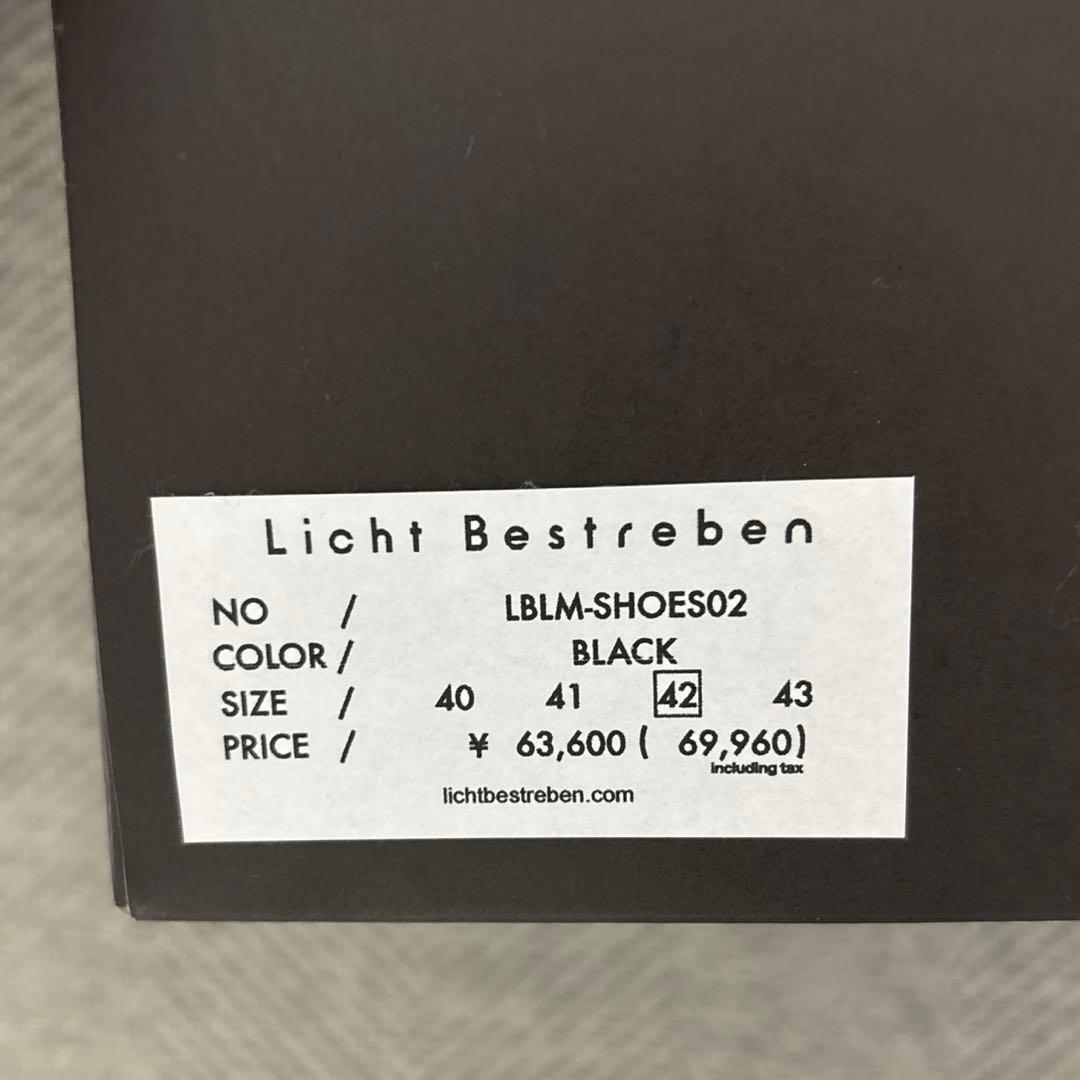 Licht Bestreben
NO / LBLM-SHOES02
COLOR / BLACK
SIZE / 40 41 42 43
PRICE / ¥ 63,600 ( 69,960)
including tax
lichtbestreben.com